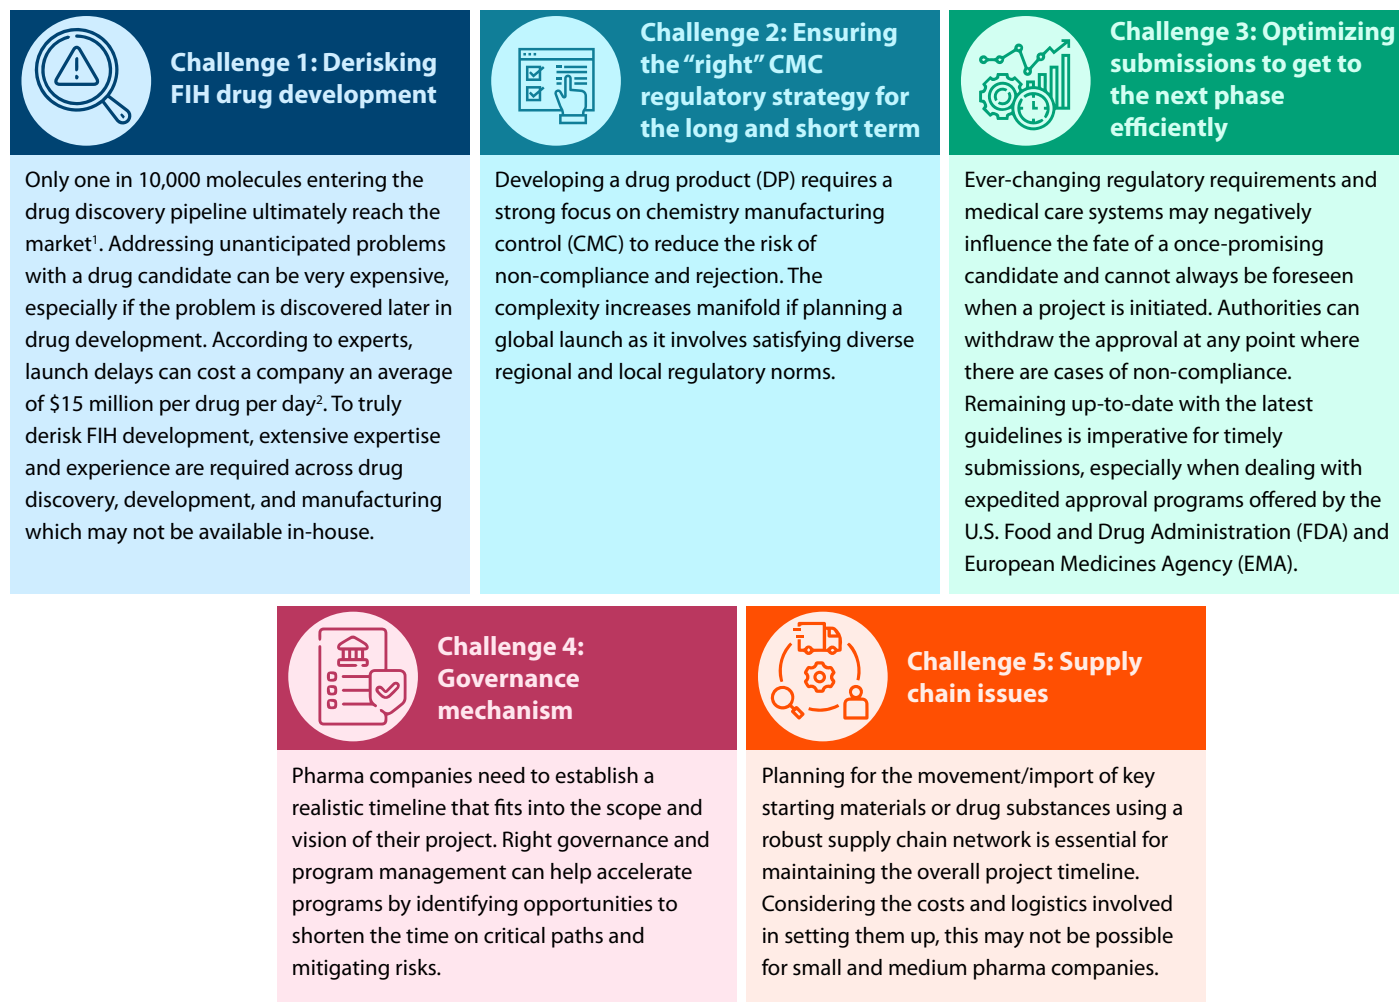 Challenge 1: Derisking
FIH drug development
Only one in 10,000 molecules entering the
drug discovery pipeline ultimately reach the
market¹. Addressing unanticipated problems
with a drug candidate can be very expensive,
especially if the problem is discovered later in
drug development. According to experts,
launch delays can cost a company an average
of $15 million per drug per day². To truly
derisk FIH development, extensive expertise
and experience are required across drug
discovery, development, and manufacturing
which may not be available in-house.
Challenge 2: Ensuring
the “right” CMC
regulatory strategy for
the long and short term
Developing a drug product (DP) requires a
strong focus on chemistry manufacturing
control (CMC) to reduce the risk of
non-compliance and rejection. The
complexity increases manifold if planning a
global launch as it involves satisfying diverse
regional and local regulatory norms.
Challenge 3: Optimizing
submissions to get to
the next phase
efficiently
Ever-changing regulatory requirements and
medical care systems may negatively
influence the fate of a once-promising
candidate and cannot always be foreseen
when a project is initiated. Authorities can
withdraw the approval at any point where
there are cases of non-compliance.
Remaining up-to-date with the latest
guidelines is imperative for timely
submissions, especially when dealing with
expedited approval programs offered by the
U.S. Food and Drug Administration (FDA) and
European Medicines Agency (EMA).
Challenge 4:
Governance
mechanism
Pharma companies need to establish a
realistic timeline that fits into the scope and
vision of their project. Right governance and
program management can help accelerate
programs by identifying opportunities to
shorten the time on critical paths and
mitigating risks.
Challenge 5: Supply
chain issues
Planning for the movement/import of key
starting materials or drug substances using a
robust supply chain network is essential for
maintaining the overall project timeline.
Considering the costs and logistics involved
in setting them up, this may not be possible
for small and medium pharma companies.